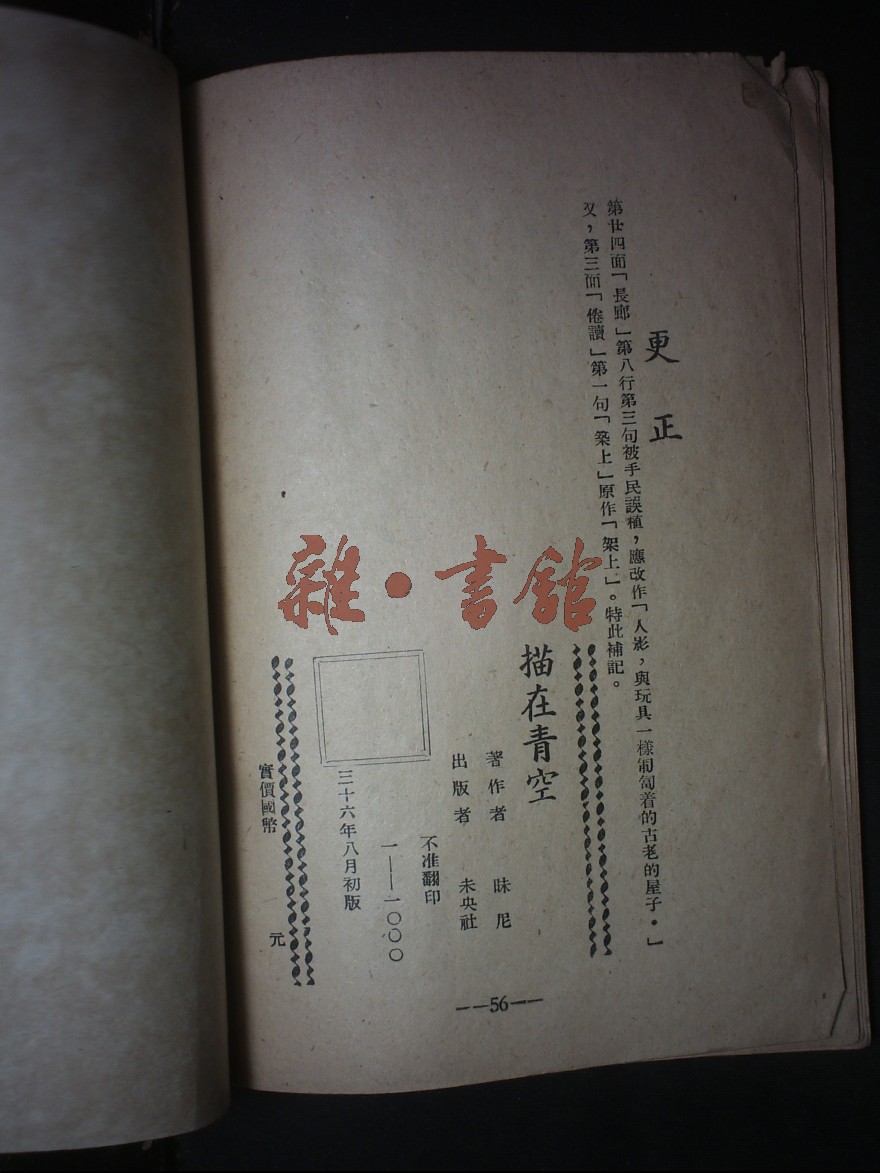 更正
第廿四面「長廊」第八行第三句被手民誤植，應改作「人影，與玩具一樣匍匐着的古老的屋子。」
又，第三面「倦讀」第一句「築上」原作「架上」。特此補記。
描在青空
著作者　昧尼
出版者　未央社
不准翻印
一——一〇〇〇
三十六年八月初版
實價國幣　元
——56——
雜·書館